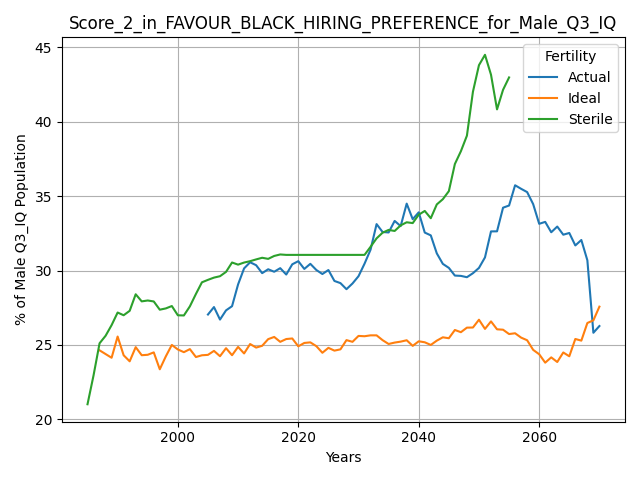 Score_2_in_FAVOUR_BLACK_HIRING_PREFERENCE_for_Male_Q3_IQ
% of Male Q3_IQ Population
45
40
35
30
25
20
Fertility
Actual
Ideal
Sterile
2000
2020
2040
2060
Years